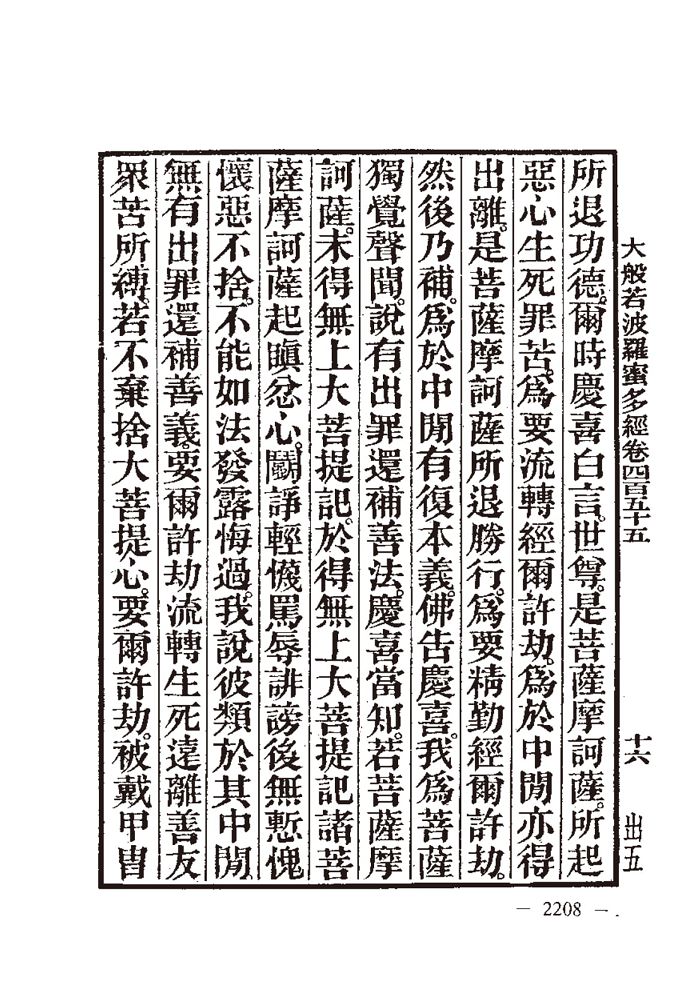 大般若波羅蜜多經卷四百五十五 十六 出五
所退功德。爾時慶喜白言。世尊。是菩薩摩訶薩。所起
惡心生死罪苦。爲要流轉經爾許劫。爲於中閒亦得
出離。是菩薩摩訶薩所退勝行。爲要精勤經爾許劫。
然後乃補。爲於中閒有復本義。佛告慶喜。我爲菩薩
獨覺聲聞。說有出罪還補善法。慶喜當知。若菩薩摩
訶薩。未得無上大菩提記。於得無上大菩提記諸菩
薩摩訶薩起瞋忿心。鬭諍輕懱罵辱誹謗後無慙愧
懷惡不捨。不能如法發露悔過。我說彼類於其中閒
無有出罪還補善義。要爾許劫流轉生死遠離善友
眾苦所縛。若不棄捨大菩提心。要爾許劫。被戴甲胄
— 2208 —